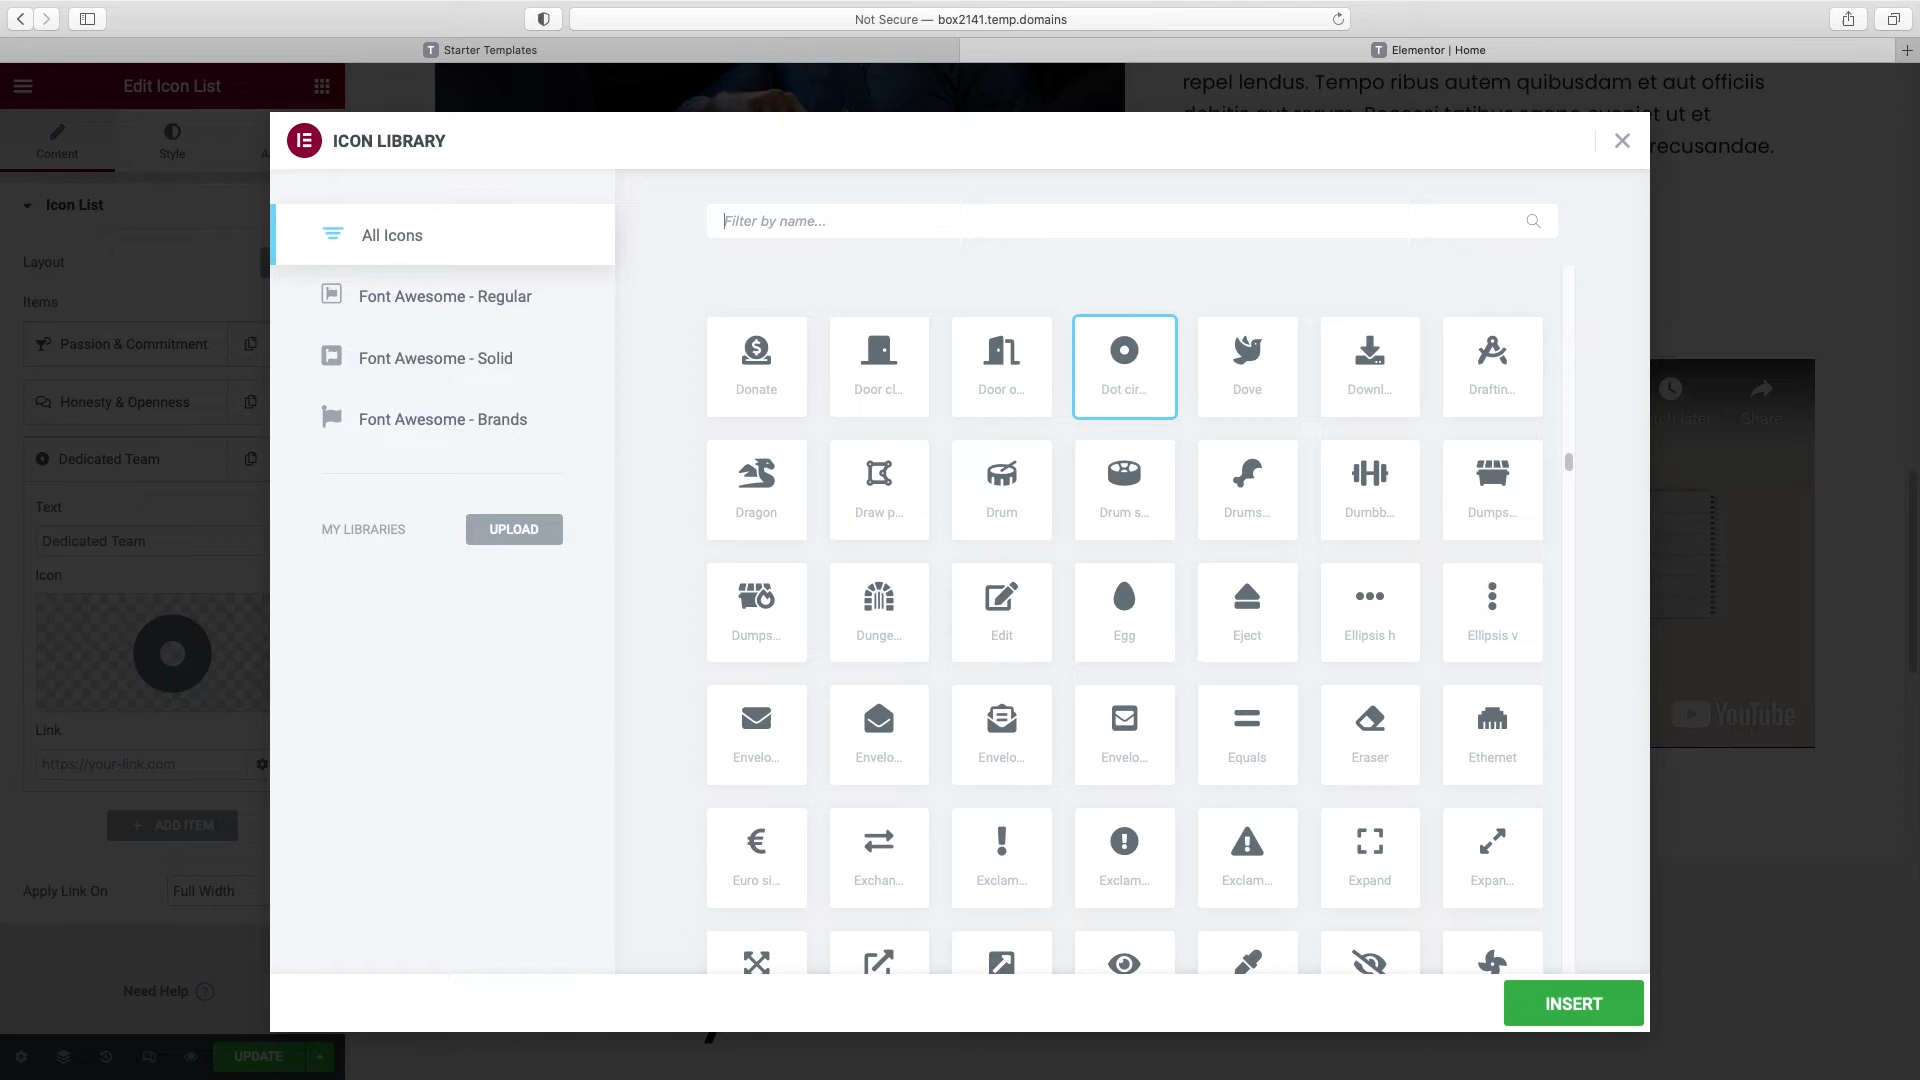 Not Secure — box2141.temp.domains
T Starter Templates
T Elementor | Home
Edit Icon List
Content
Style
Icon List
Layout
Items
Passion & Commitment
Honesty & Openness
Dedicated Team
Text
Dedicated Team
Icon
Link
https://your-link.com
+ ADD ITEM
Apply Link On
Full Width
Need Help ?
UPDATE
repel lendus. Tempo ribus autem quibusdam et aut officiis
ut et
recusandae.
ICON LIBRARY
All Icons
Font Awesome - Regular
Font Awesome - Solid
Font Awesome - Brands
MY LIBRARIES
UPLOAD
Filter by name...
Donate
Door cl...
Door o...
Dot cir...
Dove
Downl...
Draftin...
Dragon
Draw p...
Drum
Drum s...
Drums...
Dumbb...
Dumps...
Dumps...
Dunge...
Edit
Egg
Eject
Ellipsis h
Ellipsis v
Envelo...
Envelo...
Envelo...
Envelo...
Equals
Eraser
Ethernet
Euro si...
Exchan...
Exclam...
Exclam...
Exclam...
Expand
Expan...
INSERT
later
Share
YouTube